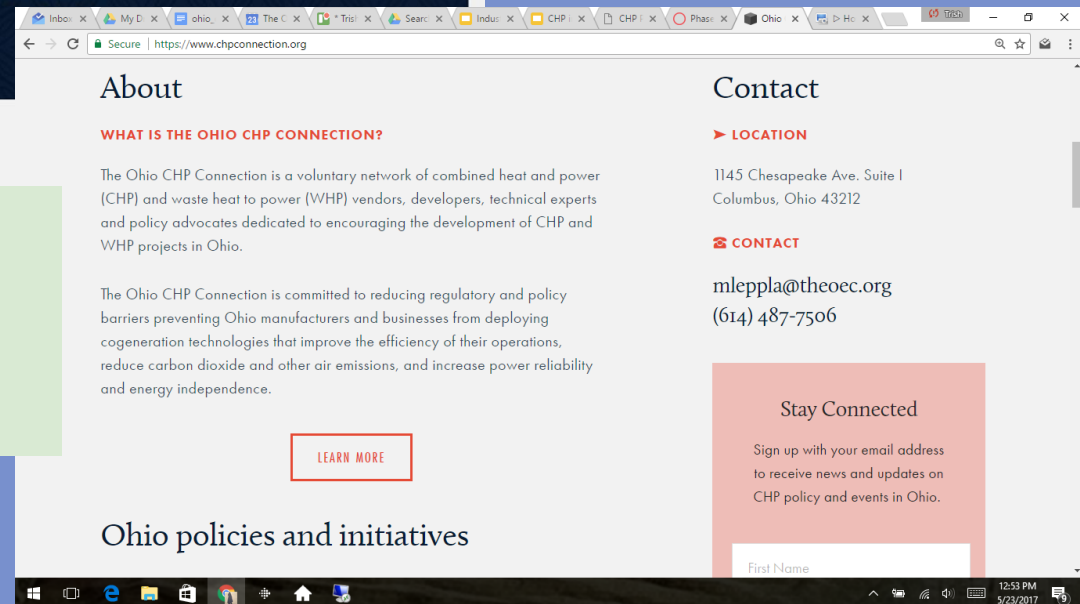 Inbox
My D
ohio_
23 The C
* Trisl
Searc
Indus
CHP i
CHP I
Phase
Ohio
Ho
Trish
Secure
https://www.chpconnection.org
About
WHAT IS THE OHIO CHP CONNECTION?
The Ohio CHP Connection is a voluntary network of combined heat and power
(CHP) and waste heat to power (WHP) vendors, developers, technical experts
and policy advocates dedicated to encouraging the development of CHP and
WHP projects in Ohio.
The Ohio CHP Connection is committed to reducing regulatory and policy
barriers preventing Ohio manufacturers and businesses from deploying
cogeneration technologies that improve the efficiency of their operations,
reduce carbon dioxide and other air emissions, and increase power reliability
and energy independence.
LEARN MORE
Ohio policies and initiatives
Contact
LOCATION
1145 Chesapeake Ave. Suite I
Columbus, Ohio 43212
CONTACT
mleppla@theoec.org
(614) 487-7506
Stay Connected
Sign up with your email address
to receive news and updates on
CHP policy and events in Ohio.
First Name
12:53 PM
5/23/2017
9